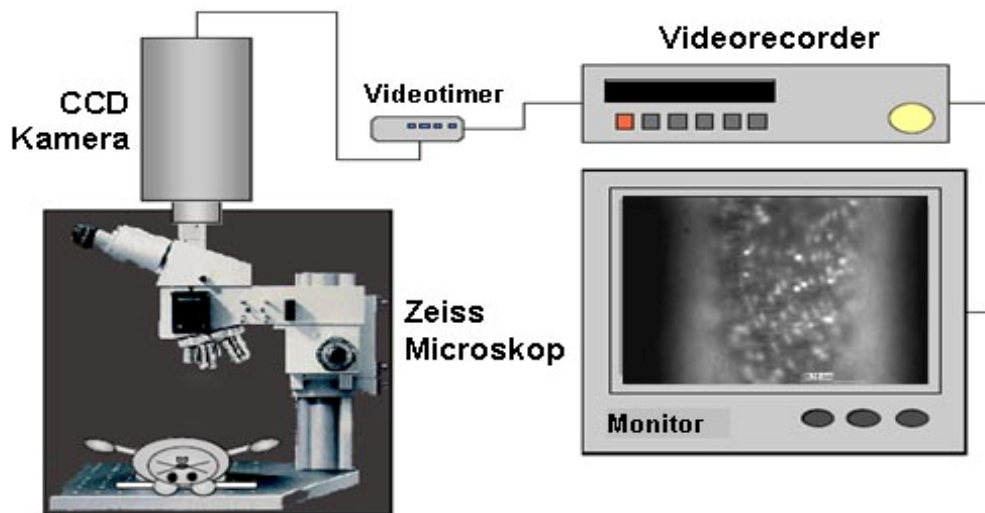 Videorecorder
CCD
Kamera
Videotimer
Zeiss
Microskop
Monitor